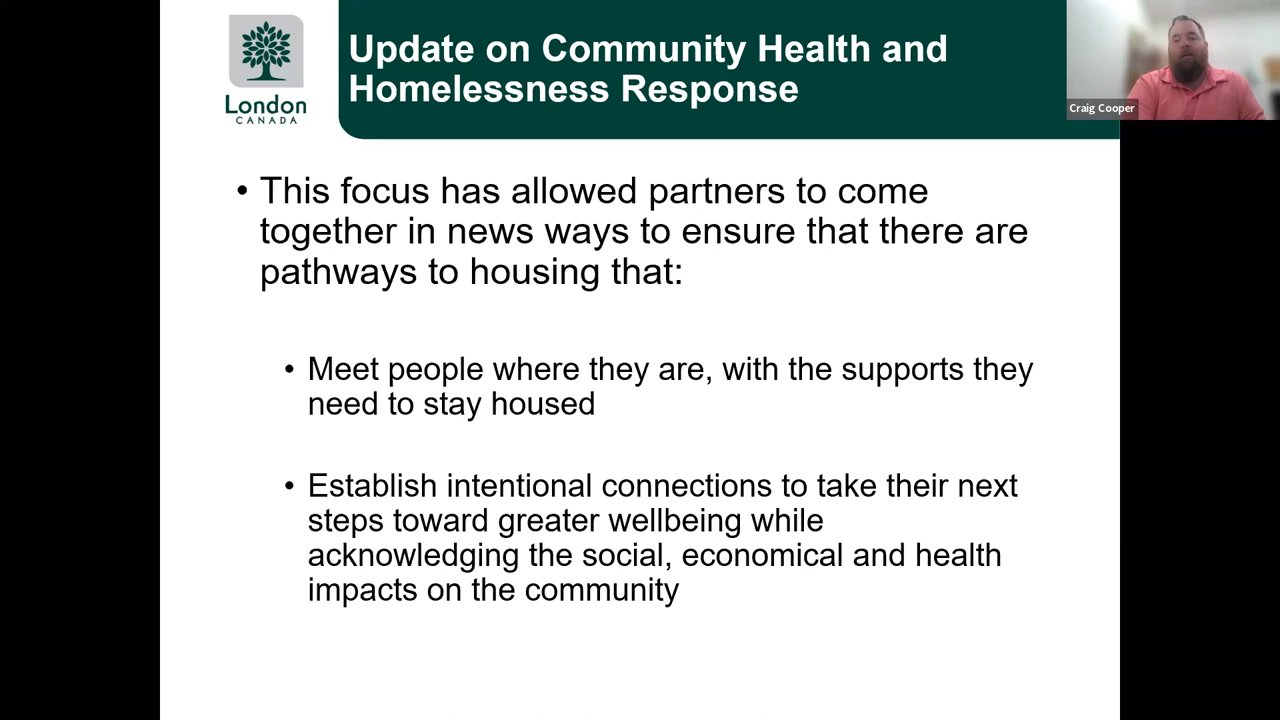 Update on Community Health and
Homelessness Response
London
CANADA
Craig Cooper
• This focus has allowed partners to come
together in news ways to ensure that there are
pathways to housing that:
• Meet people where they are, with the supports they
need to stay housed
• Establish intentional connections to take their next
steps toward greater wellbeing while
acknowledging the social, economical and health
impacts on the community